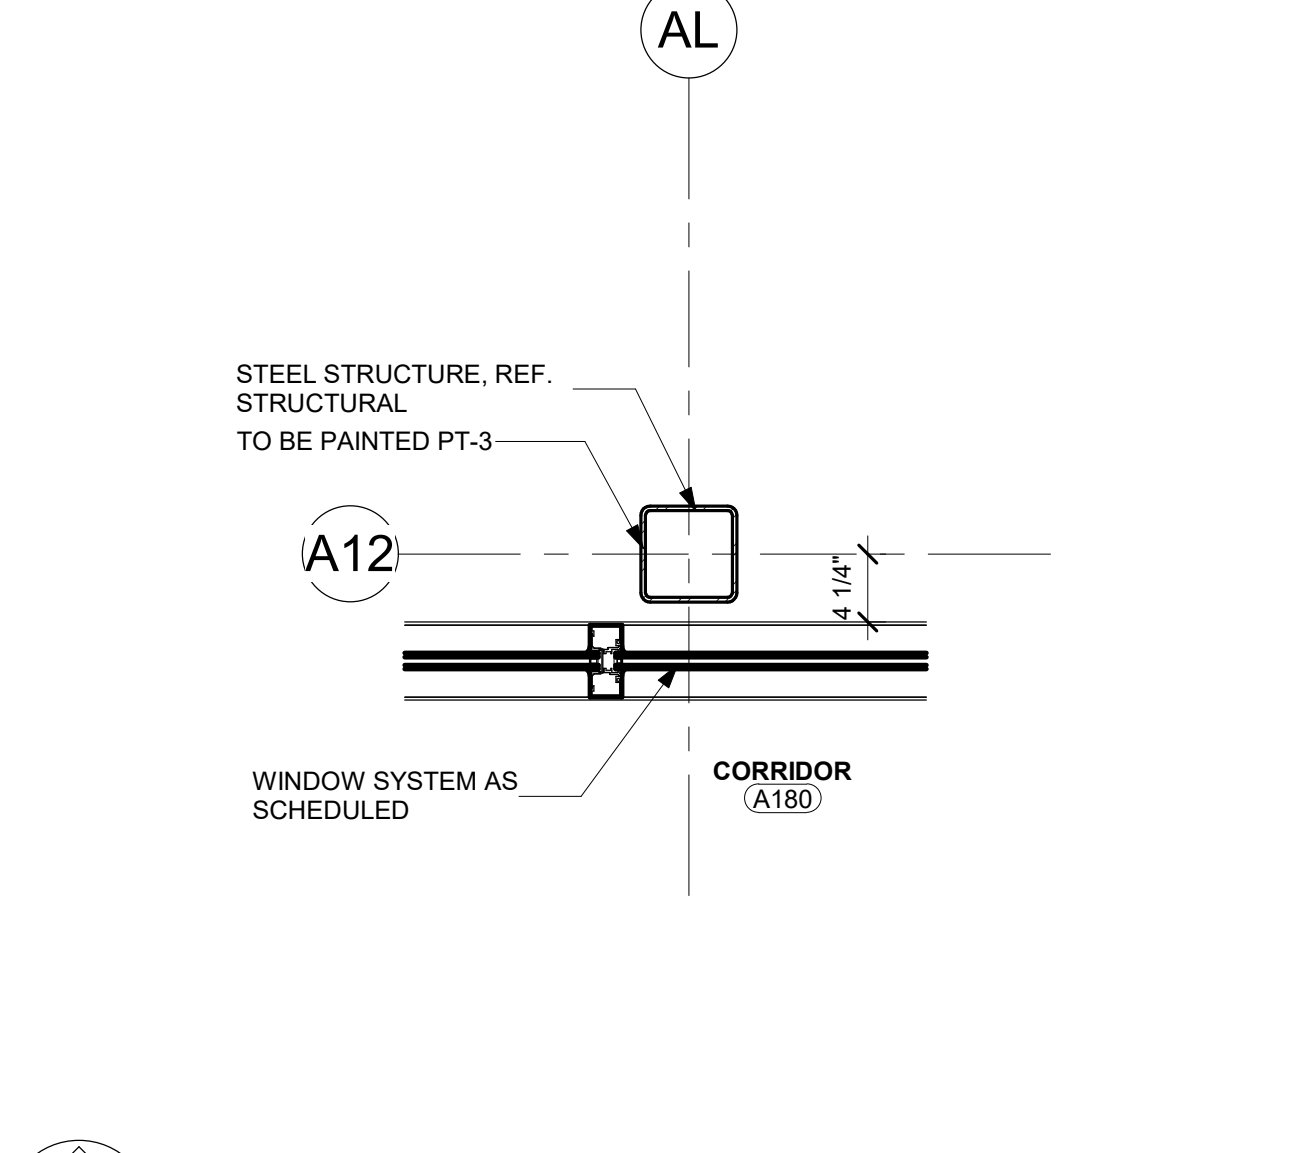 AL
STEEL STRUCTURE, REF.
STRUCTURAL
TO BE PAINTED PT-3
A12
4 1/4"
WINDOW SYSTEM AS
SCHEDULED
CORRIDOR
A180